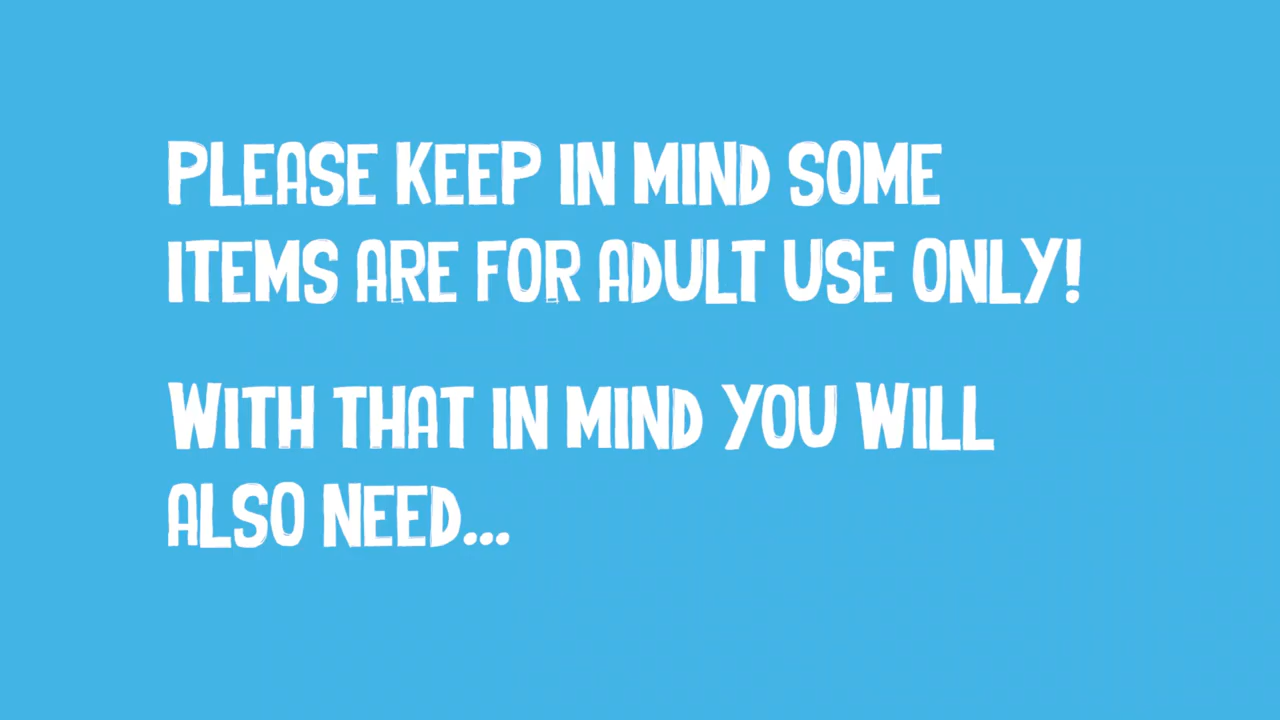 PLEASE KEEP IN MIND SOME
ITEMS ARE FOR ADULT USE ONLY!
WITH THAT IN MIND YOU WILL
ALSO NEED...